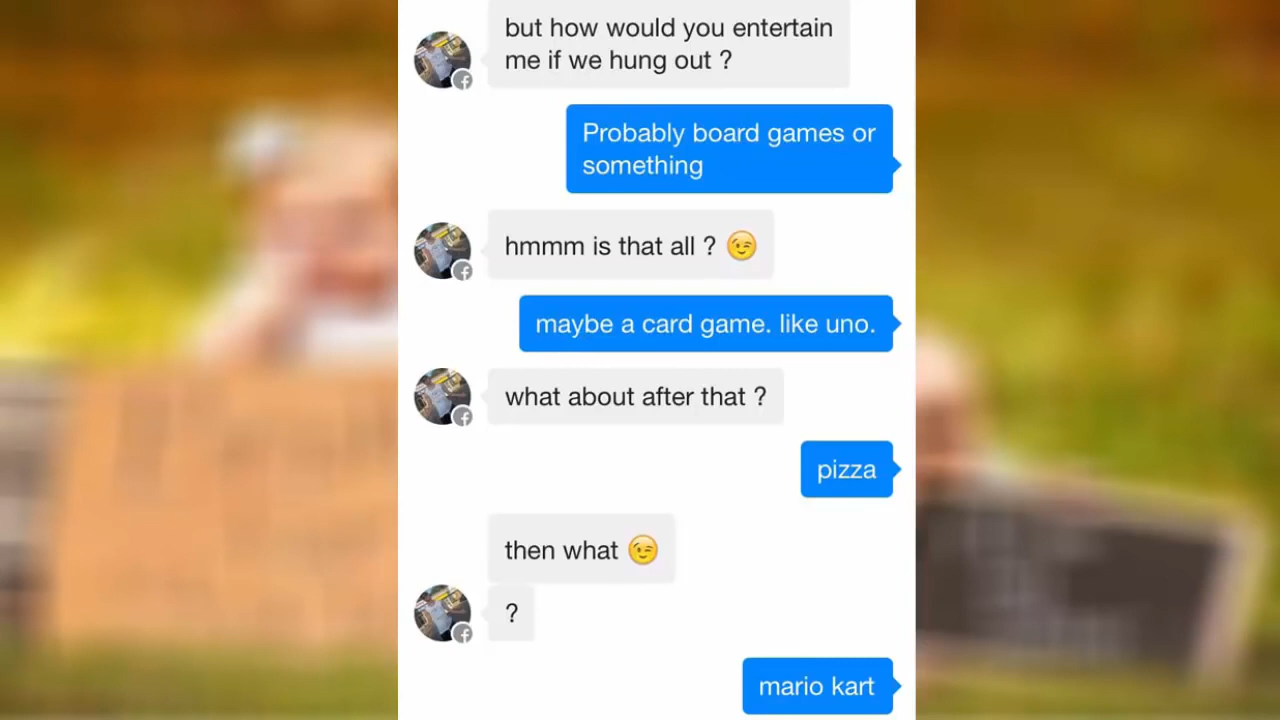 but how would you entertain
me if we hung out ?
Probably board games or
something
hmmm is that all ? 😉
maybe a card game. like uno.
what about after that ?
pizza
then what 😉
?
mario kart